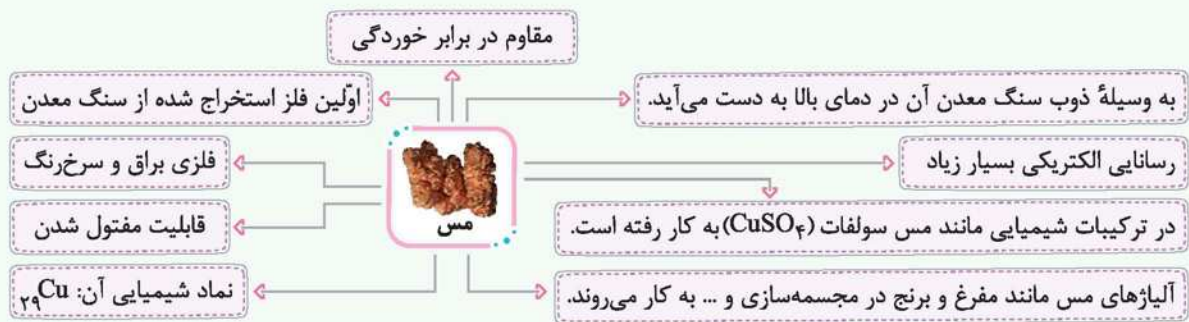 مقاوم در برابر خوردگی
به وسیلهٔ ذوب سنگ معدن آن در دمای بالا به دست می‌آید.
اوّلین فلز استخراج شده از سنگ معدن
رسانایی الکتریکی بسیار زیاد
فلزی براق و سرخ‌رنگ
مس
در ترکیبات شیمیایی مانند مس سولفات (CuSO۴) به کار رفته است.
قابلیت مفتول شدن
آلیاژهای مس مانند مفرغ و برنج در مجسمه‌سازی و ... به کار می‌روند.
نماد شیمیایی آن: ۲۹Cu